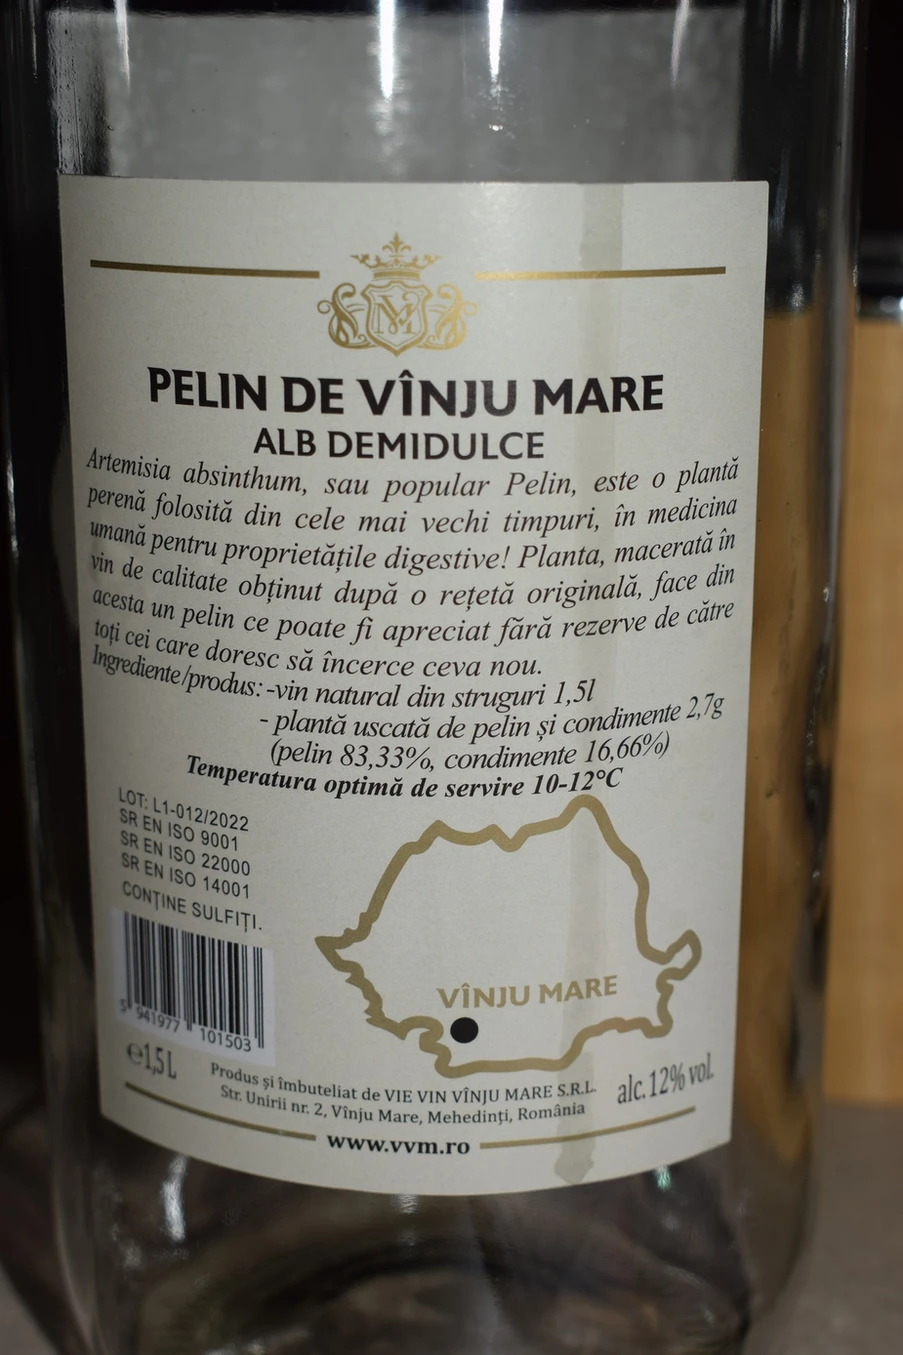 VM
PELIN DE VÎNJU MARE
ALB DEMIDULCE
Artemisia absinthum, sau popular Pelin, este o plantă
perenă folosită din cele mai vechi timpuri, în medicina
umană pentru proprietățile digestive! Planta, macerată în
vin de calitate obținut după o rețetă originală, face din
acesta un pelin ce poate fi apreciat fără rezerve de către
toți cei care doresc să încerce ceva nou.
Ingrediente/produs: -vin natural din struguri 1,5l
- plantă uscată de pelin și condimente 2,7g
(pelin 83,33%, condimente 16,66%)
Temperatura optimă de servire 10-12°C
LOT: L1-012/2022
SR EN ISO 9001
SR EN ISO 22000
SR EN ISO 14001
CONȚINE SULFIȚI.
VÎNJU MARE
5 941977 101503
℮1,5L
Produs și îmbuteliat de VIE VIN VÎNJU MARE S.R.L.
Str. Unirii nr. 2, Vînju Mare, Mehedinți, România
alc. 12% vol.
www.vvm.ro